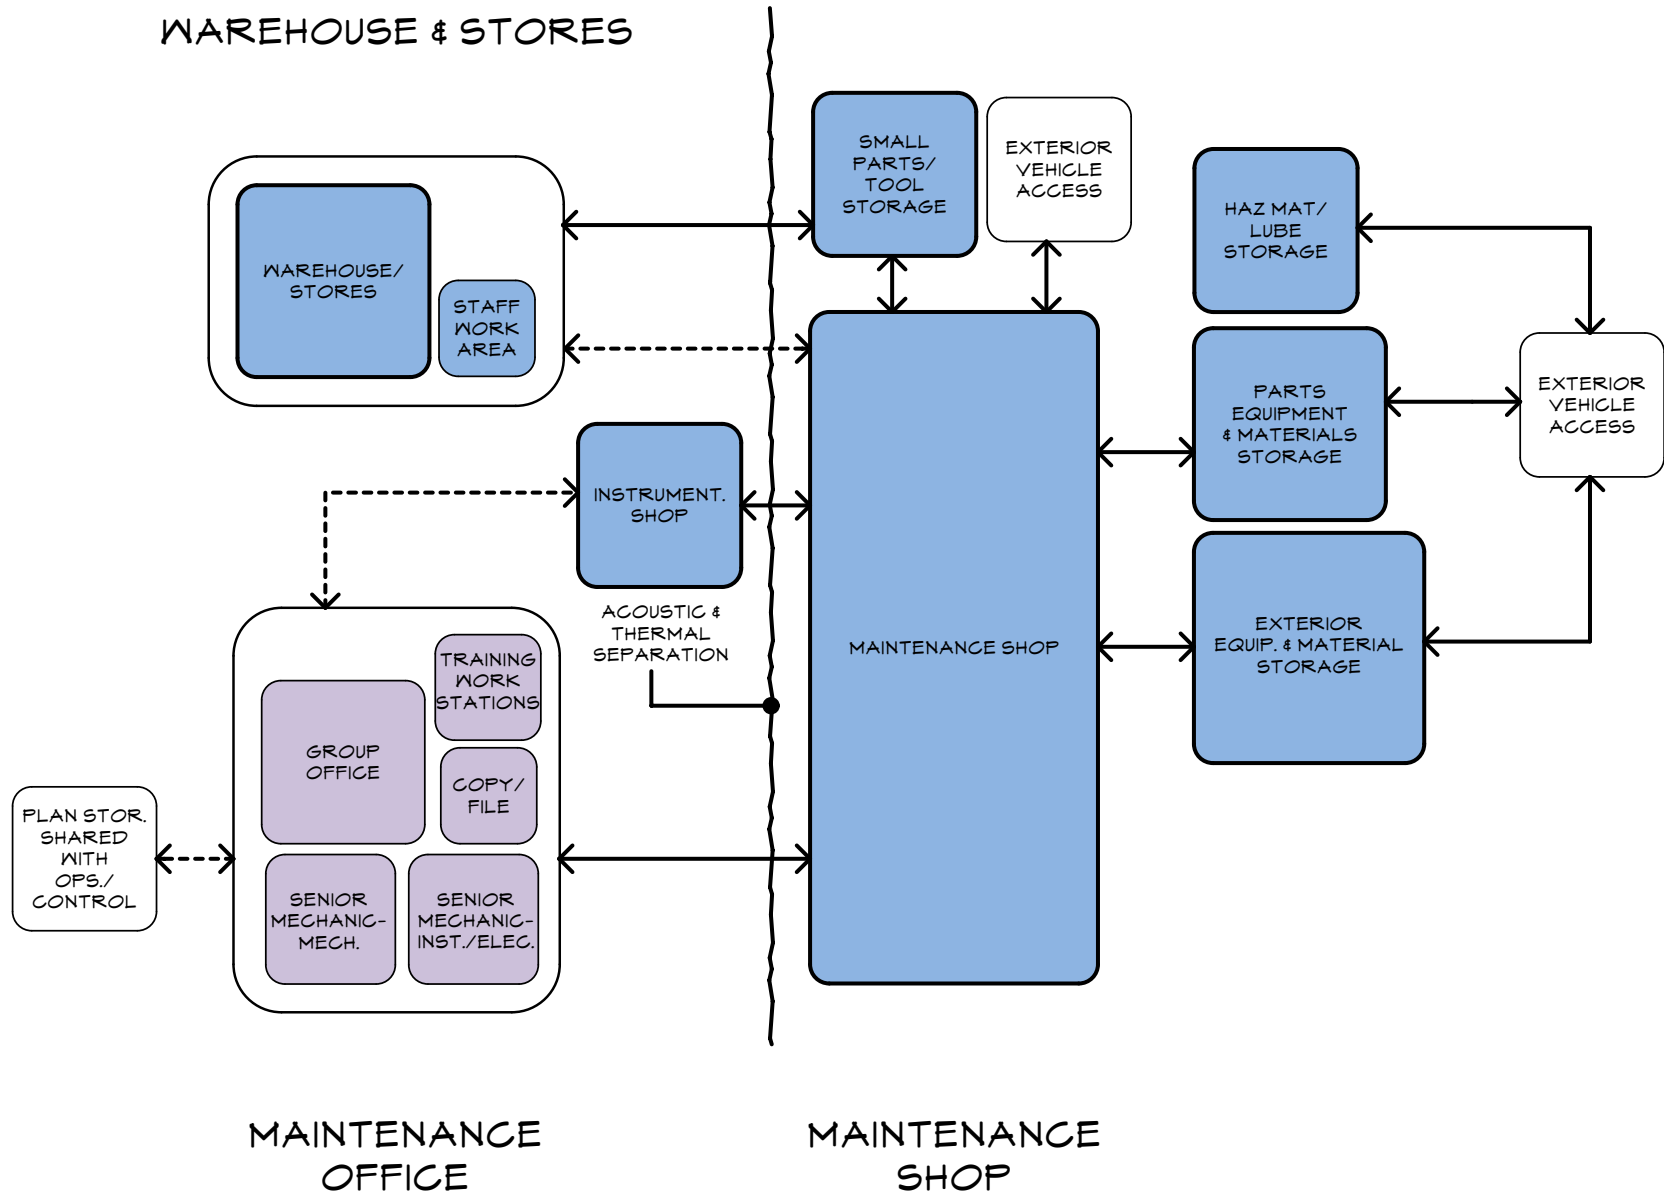 WAREHOUSE & STORES
SMALL
PARTS/
TOOL
STORAGE
EXTERIOR
VEHICLE
ACCESS
HAZ MAT/
LUBE
STORAGE
WAREHOUSE/
STORES
STAFF
WORK
AREA
PARTS
EQUIPMENT
& MATERIALS
STORAGE
EXTERIOR
VEHICLE
ACCESS
INSTRUMENT.
SHOP
ACOUSTIC &
THERMAL
SEPARATION
MAINTENANCE SHOP
EXTERIOR
EQUIP. & MATERIAL
STORAGE
TRAINING
WORK
STATIONS
GROUP
OFFICE
COPY/
FILE
PLAN STOR.
SHARED
WITH
OPS./
CONTROL
SENIOR
MECHANIC-
MECH.
SENIOR
MECHANIC-
INST./ELEC.
MAINTENANCE
OFFICE
MAINTENANCE
SHOP